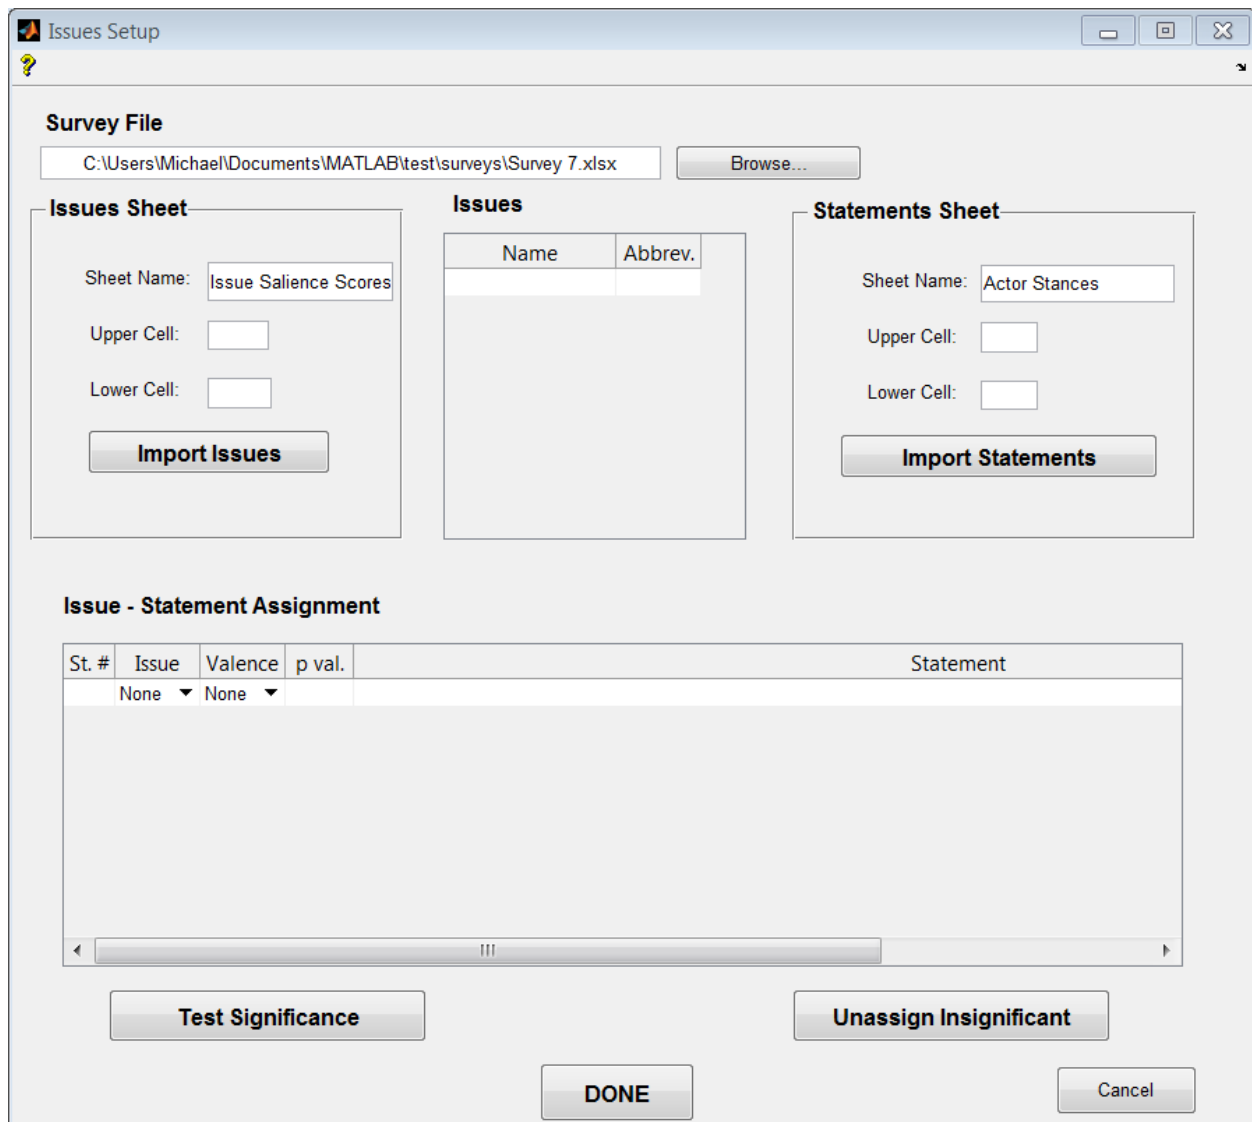 Issues Setup
Survey File
C:\Users\Michael\Documents\MATLAB\test\surveys\Survey 7.xlsx
Browse...
Issues Sheet
Sheet Name: Issue Salience Scores
Upper Cell:
Lower Cell:
Import Issues
Issues
Name Abbrev.
Statements Sheet
Sheet Name: Actor Stances
Upper Cell:
Lower Cell:
Import Statements
Issue - Statement Assignment
St. # Issue Valence p val. Statement
None None
Test Significance
Unassign Insignificant
DONE
Cancel